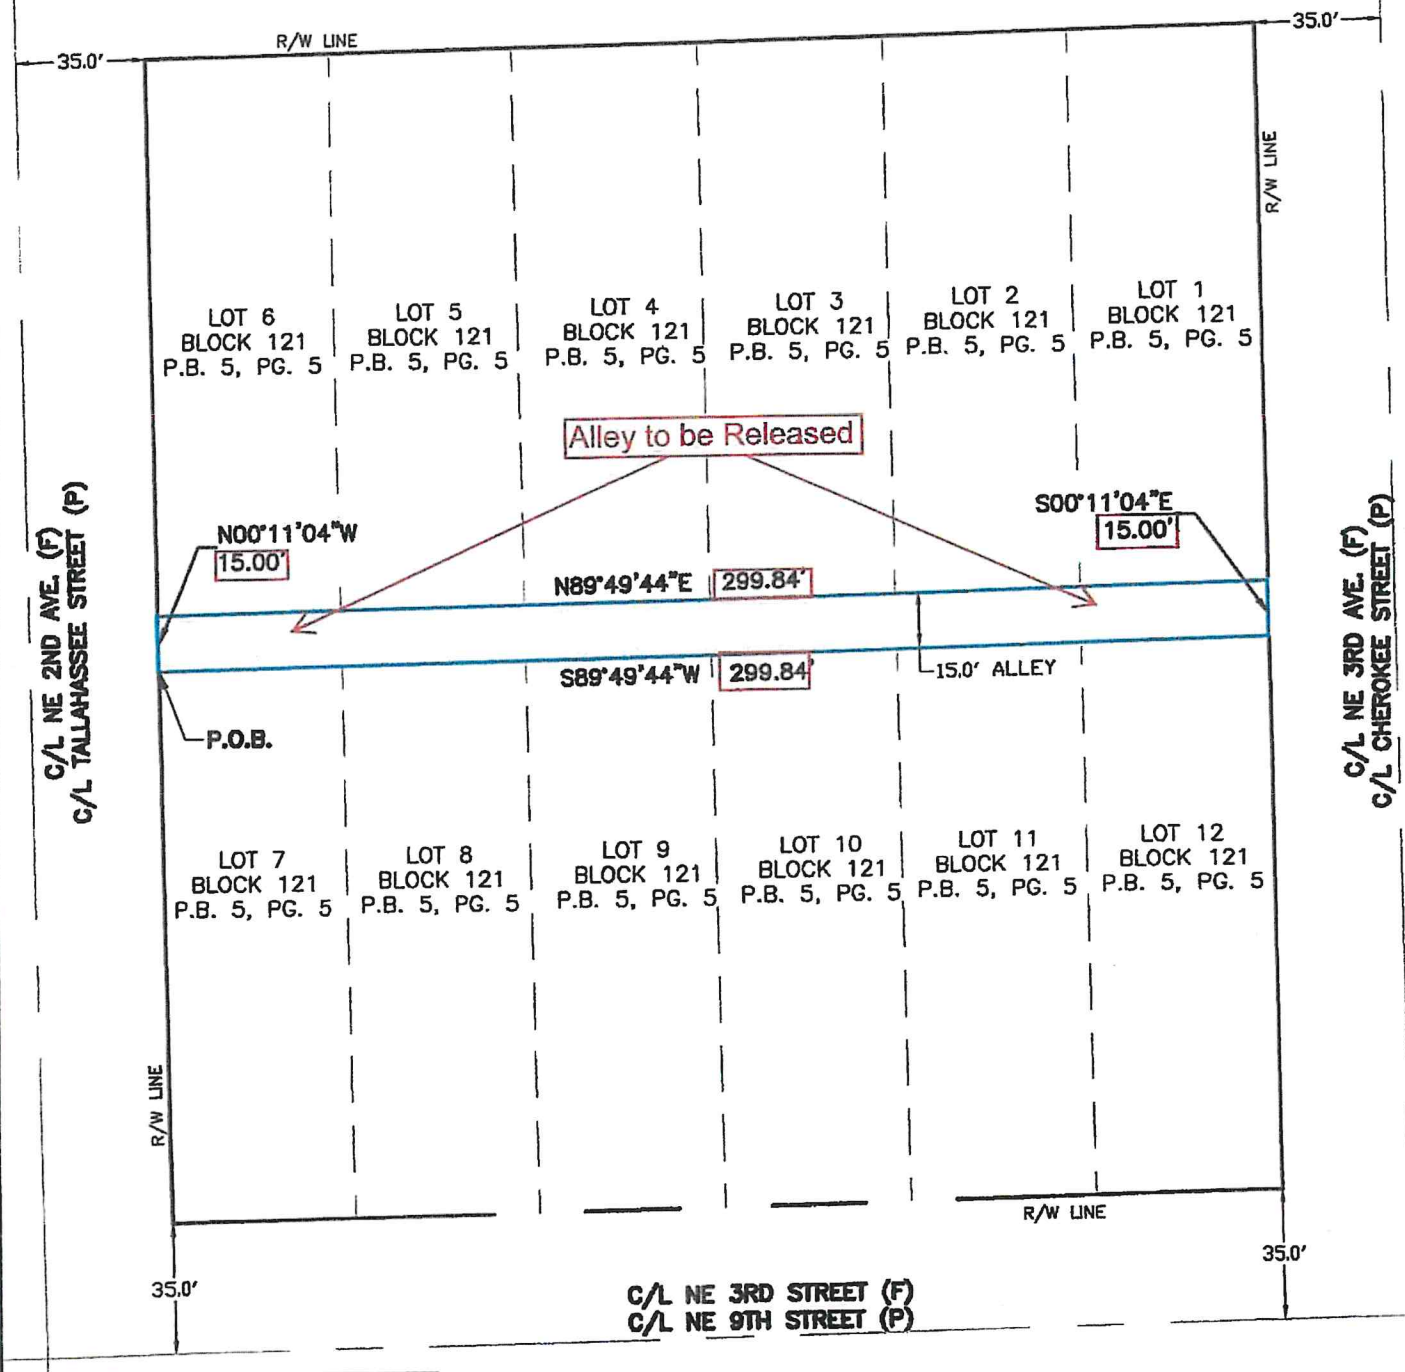 R/W LINE
35.0'
35.0'
R/W LINE
LOT 6
BLOCK 121
P.B. 5, PG. 5
LOT 5
BLOCK 121
P.B. 5, PG. 5
LOT 4
BLOCK 121
P.B. 5, PG. 5
LOT 3
BLOCK 121
P.B. 5, PG. 5
LOT 2
BLOCK 121
P.B. 5, PG. 5
LOT 1
BLOCK 121
P.B. 5, PG. 5
Alley to be Released
C/L NE 2ND AVE. (F)
C/L TALLAHASSEE STREET (P)
N00°11'04"W
15.00'
S00°11'04"E
15.00'
C/L NE 3RD AVE. (F)
C/L CHEROKEE STREET (P)
N89°49'44"E 299.84'
S89°49'44"W 299.84'
15.0' ALLEY
P.O.B.
LOT 7
BLOCK 121
P.B. 5, PG. 5
LOT 8
BLOCK 121
P.B. 5, PG. 5
LOT 9
BLOCK 121
P.B. 5, PG. 5
LOT 10
BLOCK 121
P.B. 5, PG. 5
LOT 11
BLOCK 121
P.B. 5, PG. 5
LOT 12
BLOCK 121
P.B. 5, PG. 5
R/W LINE
R/W LINE
35.0'
35.0'
C/L NE 3RD STREET (F)
C/L NE 9TH STREET (P)